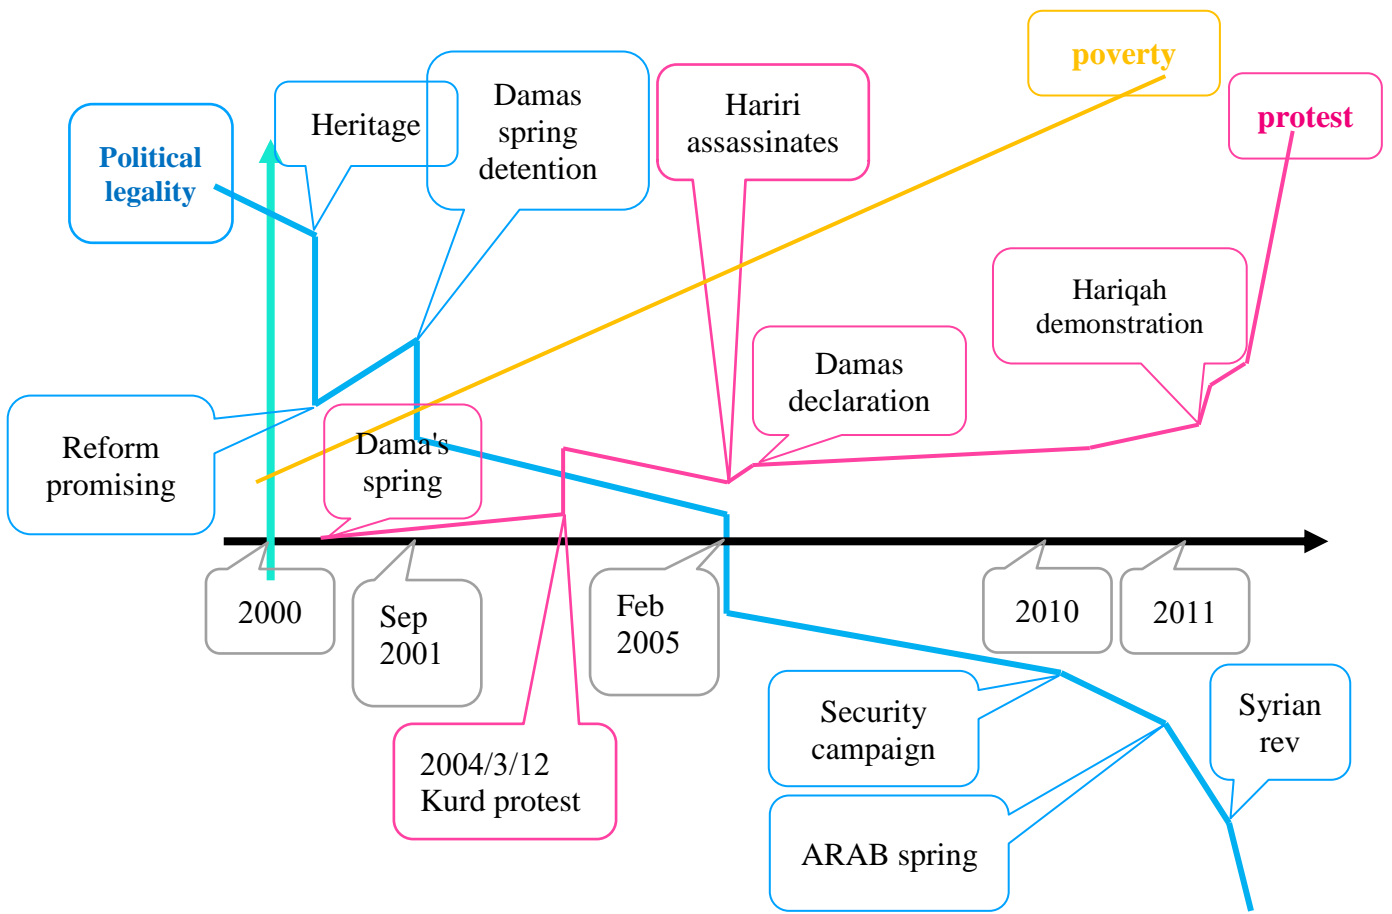 poverty
protest
Political
legality
Heritage
Damas
spring
detention
Hariri
assassinates
Hariqah
demonstration
Damas
declaration
Reform
promising
Dama's
spring
2000
Sep
2001
Feb
2005
2010
2011
2004/3/12
Kurd protest
Security
campaign
Syrian
rev
ARAB spring